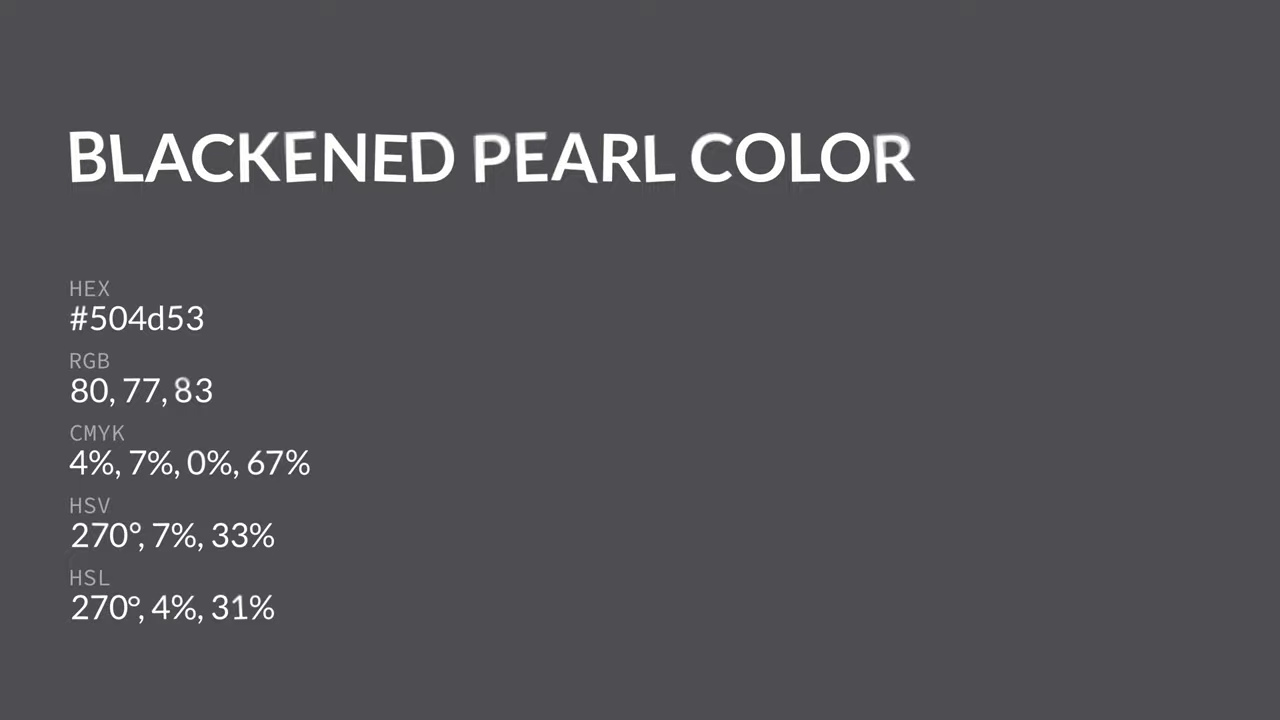 BLACKENED PEARL COLOR
HEX
#504d53
RGB
80, 77, 83
CMYK
4%, 7%, 0%, 67%
HSV
270°, 7%, 33%
HSL
270°, 4%, 31%